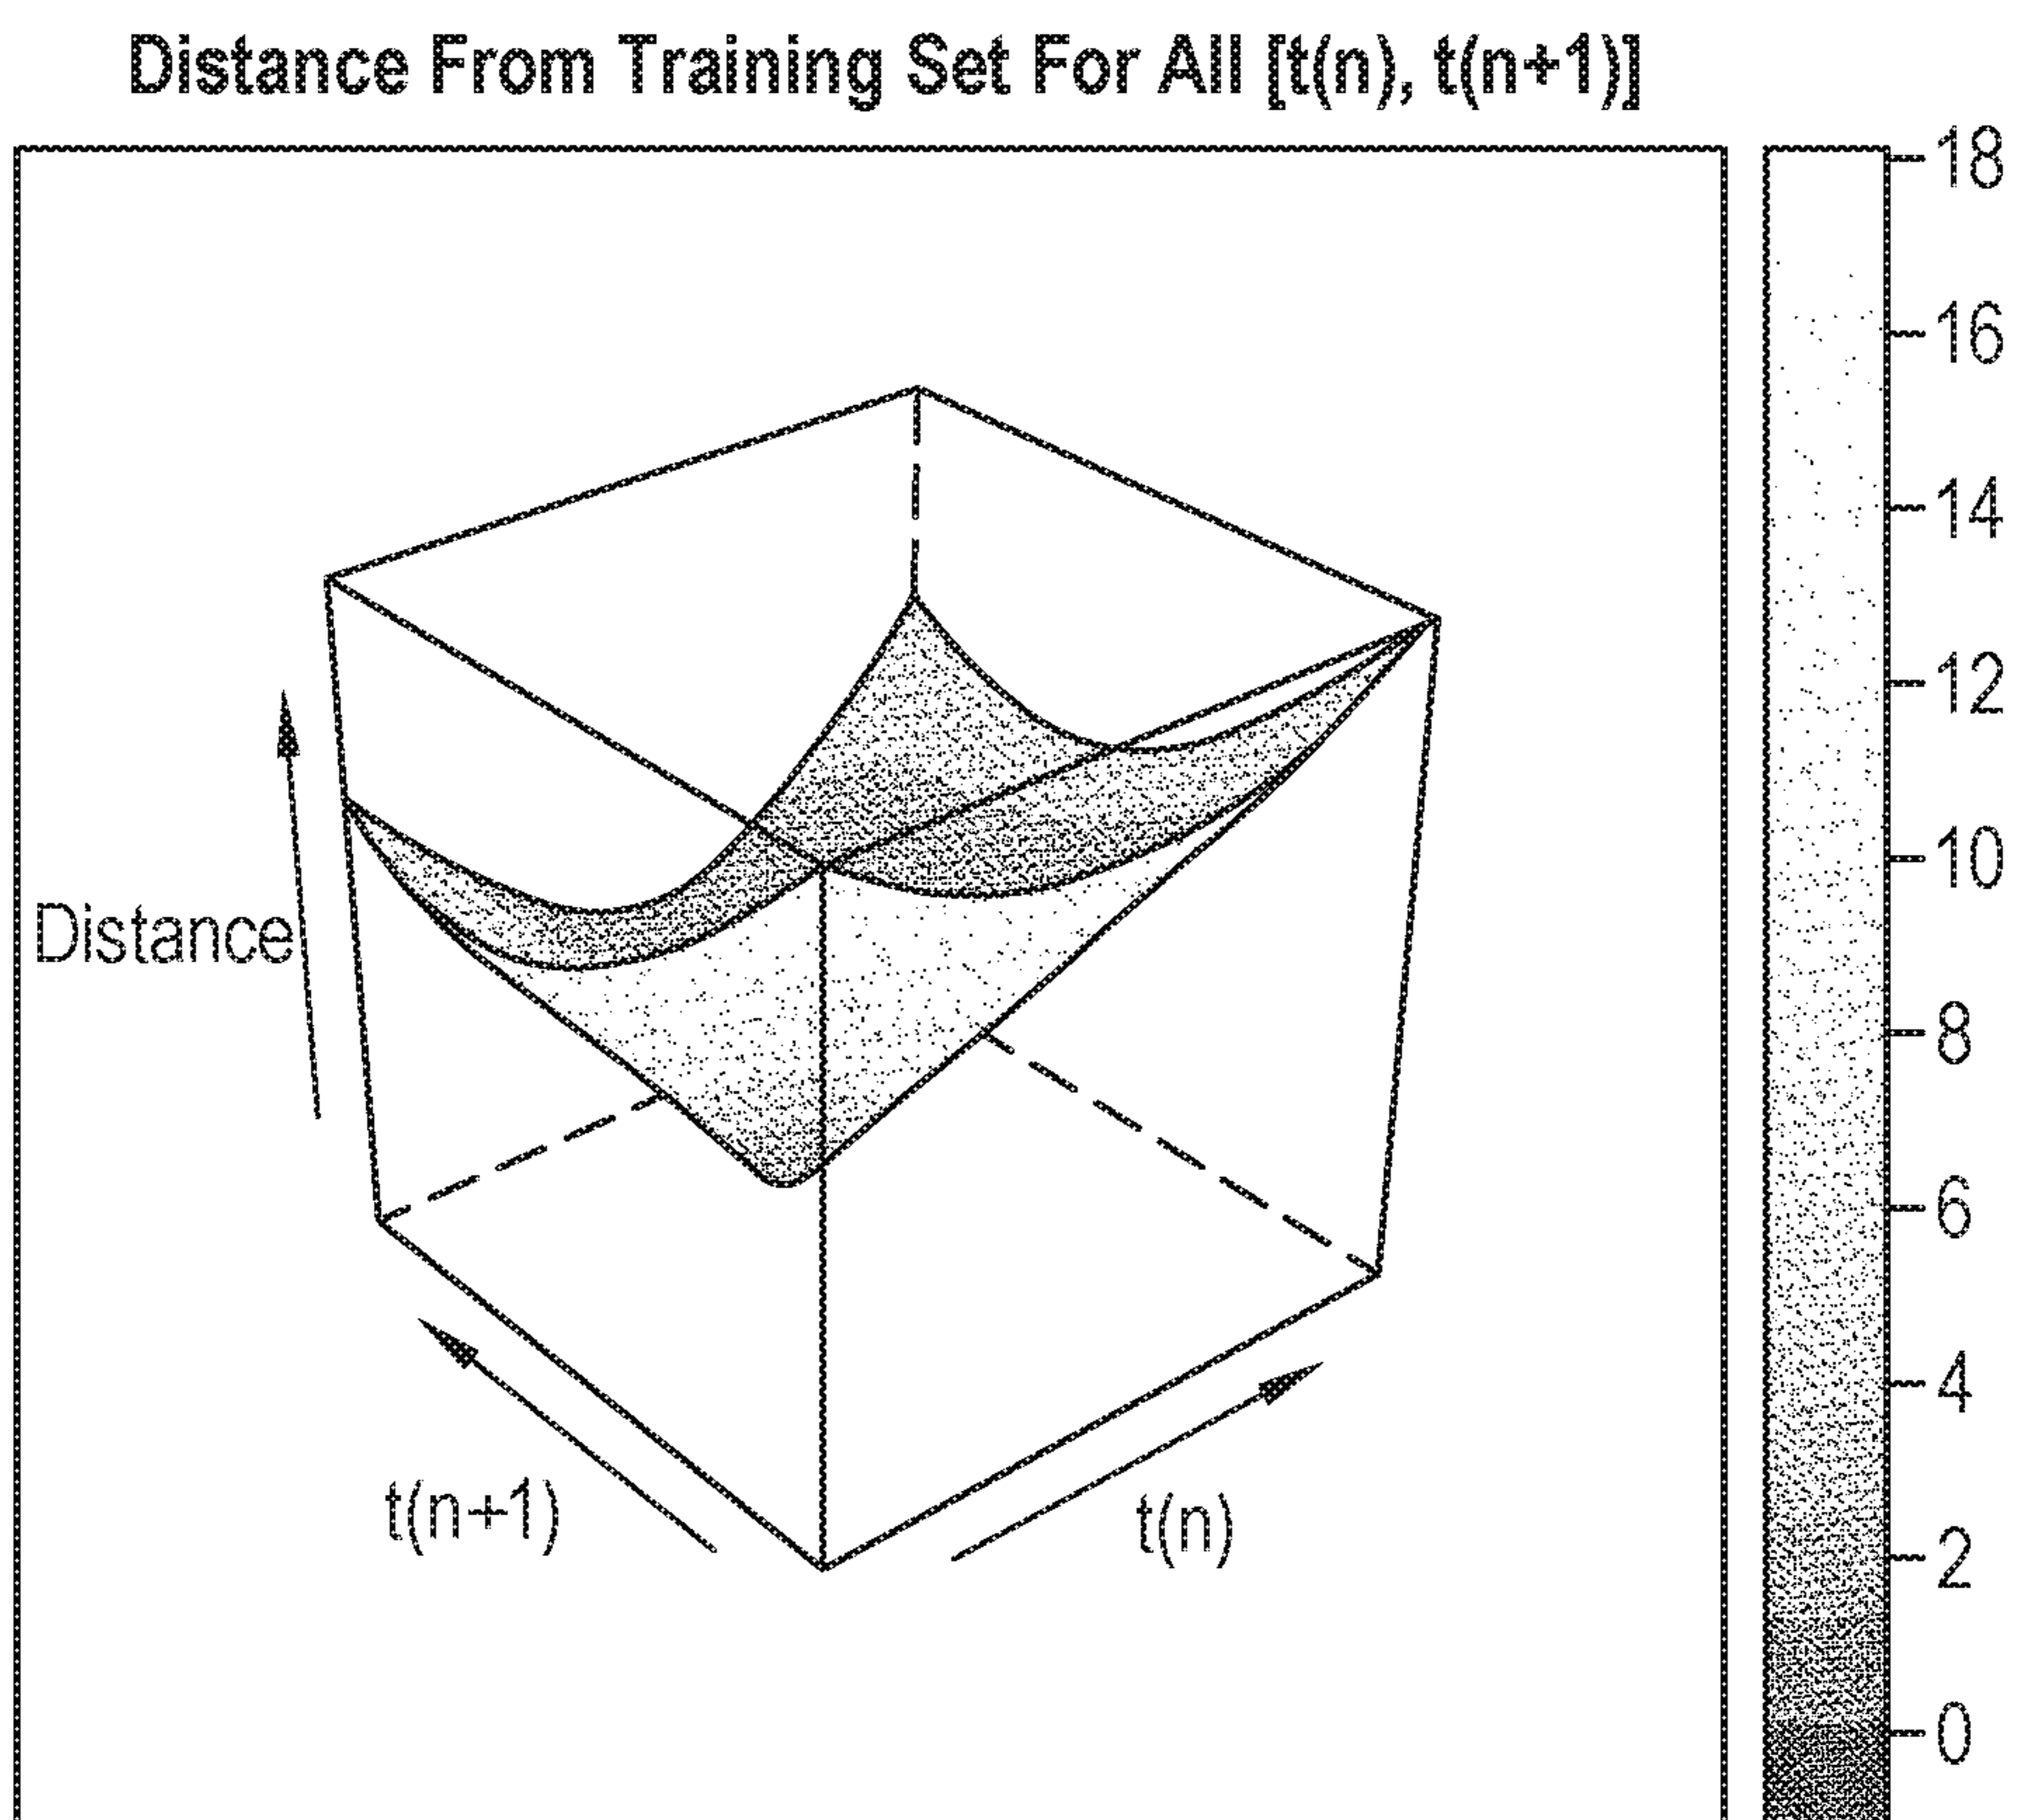 Distance From Training Set For All [t(n), t(n+1)]
18
16
14
12
10
8
6
4
2
0
Distance
t(n+1)
t(n)